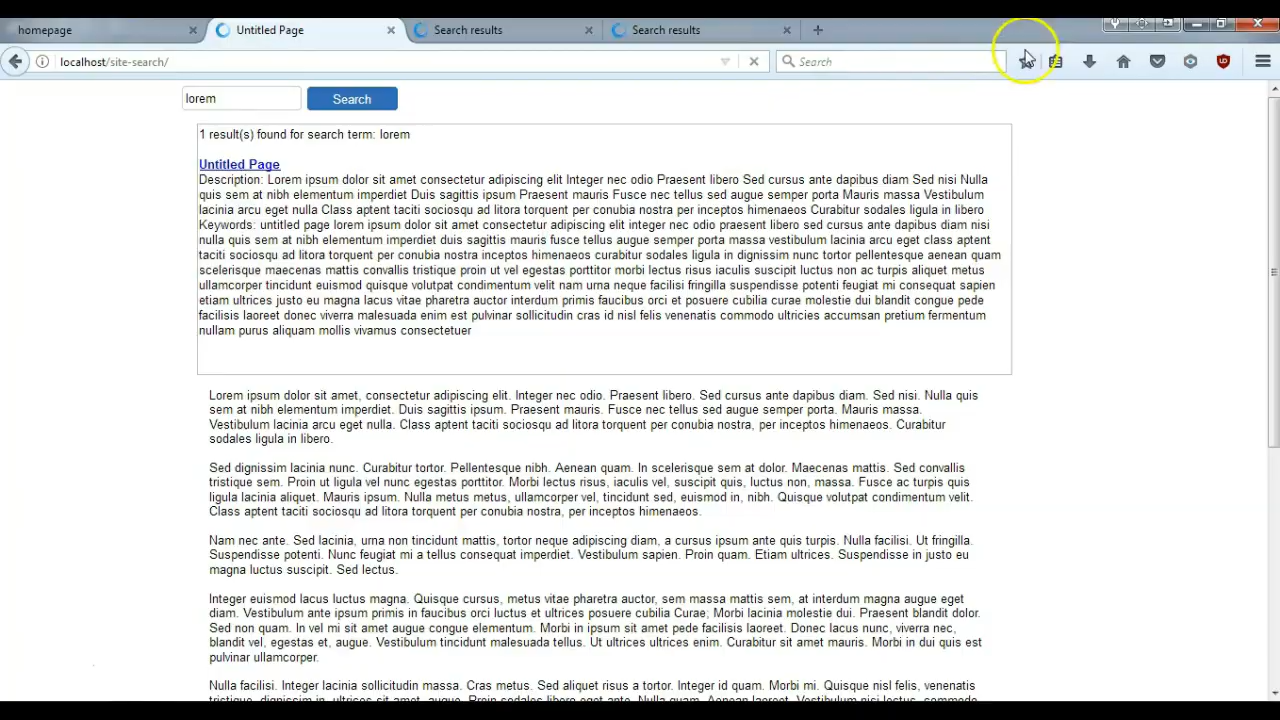 homepage
Untitled Page
Search results
Search results
localhost/site-search/
Search
lorem
Search
1 result(s) found for search term: lorem
Untitled Page
Description: Lorem ipsum dolor sit amet consectetur adipiscing elit Integer nec odio Praesent libero Sed cursus ante dapibus diam Sed nisi Nulla
quis sem at nibh elementum imperdiet Duis sagittis ipsum Praesent mauris Fusce nec tellus sed augue semper porta Mauris massa Vestibulum
lacinia arcu eget nulla Class aptent taciti sociosqu ad litora torquent per conubia nostra per inceptos himenaeos Curabitur sodales ligula in libero
Keywords: untitled page lorem ipsum dolor sit amet consectetur adipiscing elit integer nec odio praesent libero sed cursus ante dapibus diam nisi
nulla quis sem at nibh elementum imperdiet duis sagittis mauris fusce tellus augue semper porta massa vestibulum lacinia arcu eget class aptent
taciti sociosqu ad litora torquent per conubia nostra per inceptos himenaeos curabitur sodales ligula in dignissim nunc tortor pellentesque aenean quam
scelerisque maecenas mattis convallis tristique proin ut vel egestas porttitor morbi lectus risus iaculis suscipit luctus non ac turpis aliquet metus
ullamcorper tincidunt euismod quisque volutpat condimentum velit nam urna neque facilisi fringilla suspendisse potenti feugiat mi consequat sapien
etiam ultrices justo eu magna lacus vitae pharetra auctor interdum primis faucibus orci et posuere cubilia curae molestie dui blandit congue pede
facilisis laoreet donec viverra malesuada enim est pulvinar sollicitudin cras id nisl felis venenatis commodo ultricies accumsan pretium fermentum
nullam purus aliquam mollis vivamus consectetuer
Lorem ipsum dolor sit amet, consectetur adipiscing elit. Integer nec odio. Praesent libero. Sed cursus ante dapibus diam. Sed nisi. Nulla quis
sem at nibh elementum imperdiet. Duis sagittis ipsum. Praesent mauris. Fusce nec tellus sed augue semper porta. Mauris massa.
Vestibulum lacinia arcu eget nulla. Class aptent taciti sociosqu ad litora torquent per conubia nostra, per inceptos himenaeos. Curabitur
sodales ligula in libero.
Sed dignissim lacinia nunc. Curabitur tortor. Pellentesque nibh. Aenean quam. In scelerisque sem at dolor. Maecenas mattis. Sed convallis
tristique sem. Proin ut ligula vel nunc egestas porttitor. Morbi lectus risus, iaculis vel, suscipit quis, luctus non, massa. Fusce ac turpis quis
ligula lacinia aliquet. Mauris ipsum. Nulla metus metus, ullamcorper vel, tincidunt sed, euismod in, nibh. Quisque volutpat condimentum velit.
Class aptent taciti sociosqu ad litora torquent per conubia nostra, per inceptos himenaeos.
Nam nec ante. Sed lacinia, urna non tincidunt mattis, tortor neque adipiscing diam, a cursus ipsum ante quis turpis. Nulla facilisi. Ut fringilla.
Suspendisse potenti. Nunc feugiat mi a tellus consequat imperdiet. Vestibulum sapien. Proin quam. Etiam ultrices. Suspendisse in justo eu
magna luctus suscipit. Sed lectus.
Integer euismod lacus luctus magna. Quisque cursus, metus vitae pharetra auctor, sem massa mattis sem, at interdum magna augue eget
diam. Vestibulum ante ipsum primis in faucibus orci luctus et ultrices posuere cubilia Curae; Morbi lacinia molestie dui. Praesent blandit dolor.
Sed non quam. In vel mi sit amet augue congue elementum. Morbi in ipsum sit amet pede facilisis laoreet. Donec lacus nunc, viverra nec,
blandit vel, egestas et, augue. Vestibulum tincidunt malesuada tellus. Ut ultrices ultrices enim. Curabitur sit amet mauris. Morbi in dui quis est
pulvinar ullamcorper.
Nulla facilisi. Integer lacinia sollicitudin massa. Cras metus. Sed aliquet risus a tortor. Integer id quam. Morbi mi. Quisque nisl felis, venenatis
tristique, dignissim in, ultrices sit amet, augue. Proin sodales libero eget ante. Nulla quam. Aenean laoreet. Vestibulum nisi lectus, commodo